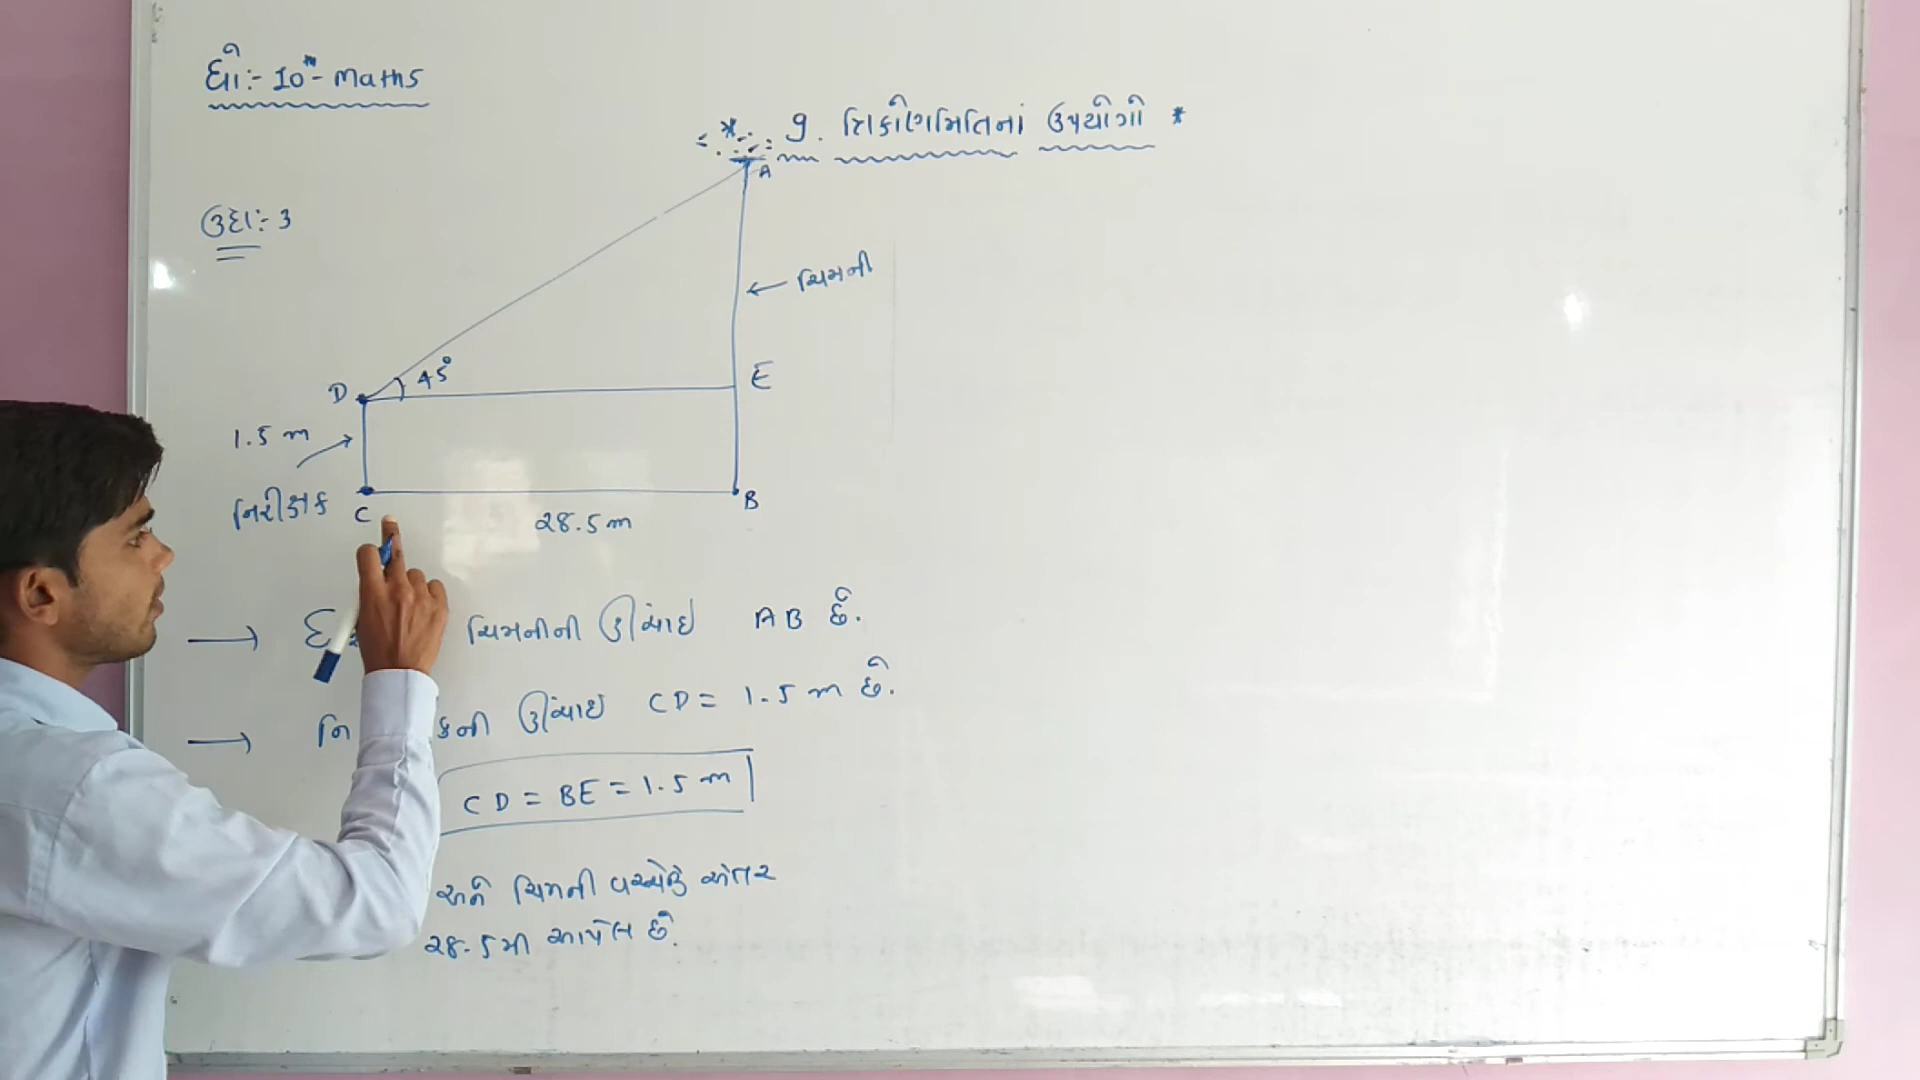 ધો:- 10th - Maths
* 9. ત્રિકોણમિતિનાં ઉપયોગો *
A
ઉદા:- 3
ચિમની
D 45° E
1.5 m
નિરીક્ષક C B
28.5 m
→ ચિમનીની ઊંચાઇ AB છે.
→ નિ કની ઊંચાઇ CD = 1.5 m છે.
CD = BE = 1.5 m
અને ચિમની વચ્ચેનું અંતર
28.5 મી આપેલ છે.